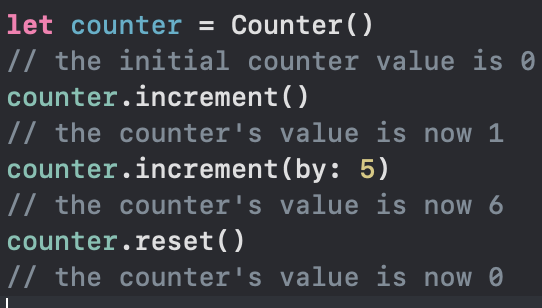 let counter = Counter()
// the initial counter value is 0
counter.increment()
// the counter's value is now 1
counter.increment(by: 5)
// the counter's value is now 6
counter.reset()
// the counter's value is now 0